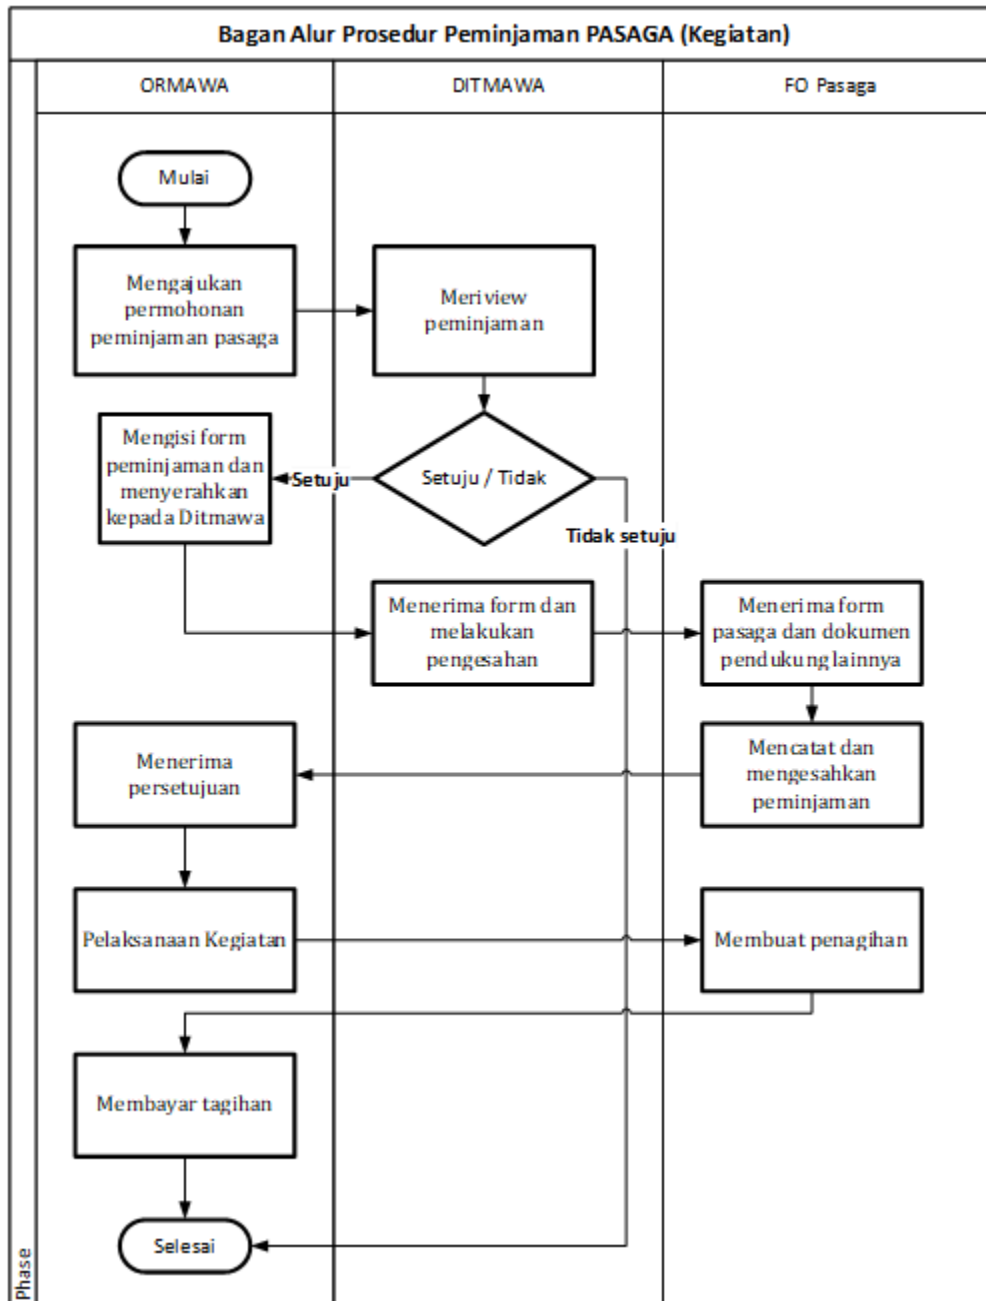 Bagan Alur Prosedur Peminjaman PASAGA (Kegiatan)
ORMAWA
DITMAWA
FO Pasaga
Mulai
Mengajukan
permohonan
peminjaman pasaga
Meriview
peminjaman
Mengisi form
peminjaman dan
menyerahkan
kepada Ditmawa
Setuju
Setuju / Tidak
Tidak setuju
Menerima form dan
melakukan
pengesahan
Menerima form
pasaga dan dokumen
pendukung lainnya
Menerima
persetujuan
Mencatat dan
mengesahkan
peminjaman
Pelaksanaan Kegiatan
Membuat penagihan
Membayar tagihan
Selesai
Phase